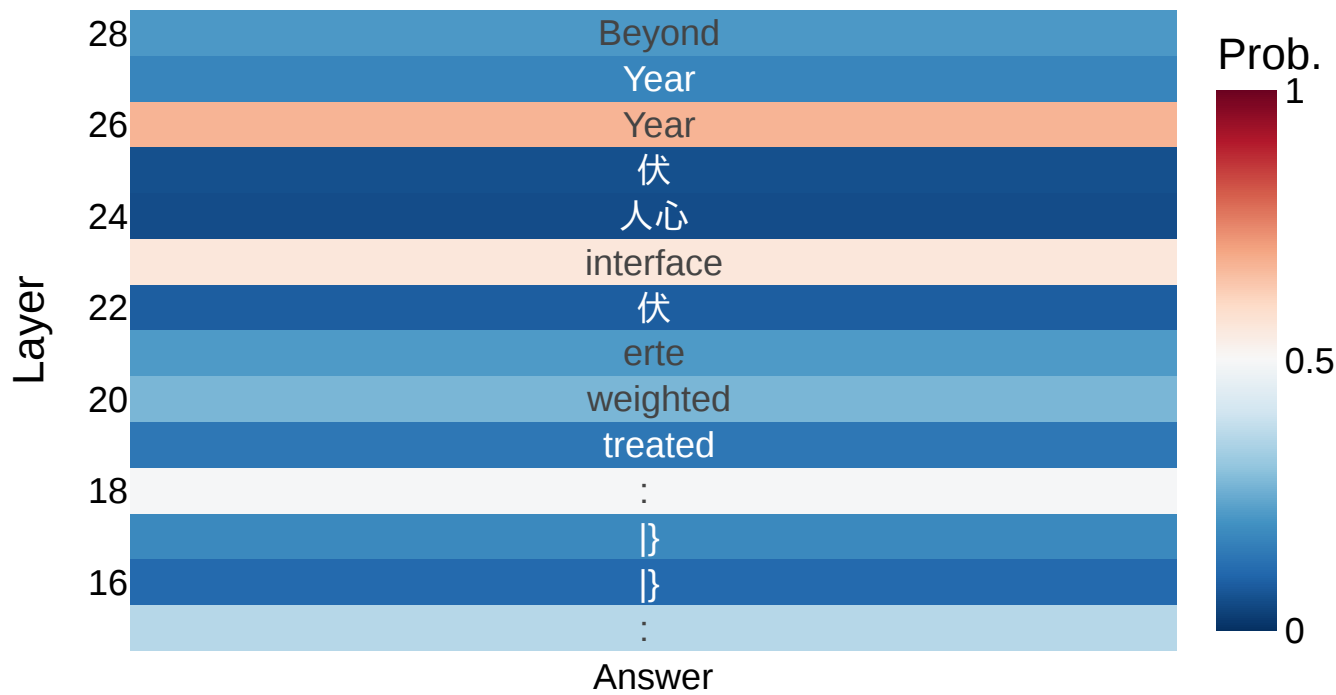 28 Beyond
Year
26 Year
伏
24 人心
interface
22 伏
erte
20 weighted
treated
18 :
|}
16 |}
:
Answer
Layer
Prob.
1
0.5
0